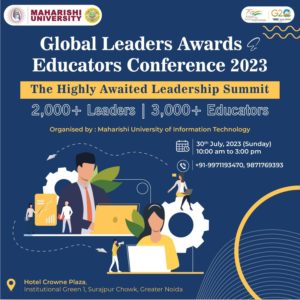 MAHARISHI
UNIVERSITY
G20
Global Leaders Awards &
Educators Conference 2023
The Highly Awaited Leadership Summit
2,000+ Leaders | 3,000+ Educators
Organised by : Maharishi University of Information Technology
30th July, 2023 (Sunday)
10:00 am to 3:00 pm
+91-9971193470, 9871769393
Hotel Crowne Plaza,
Institutional Green 1, Surajpur Chowk, Greater Noida